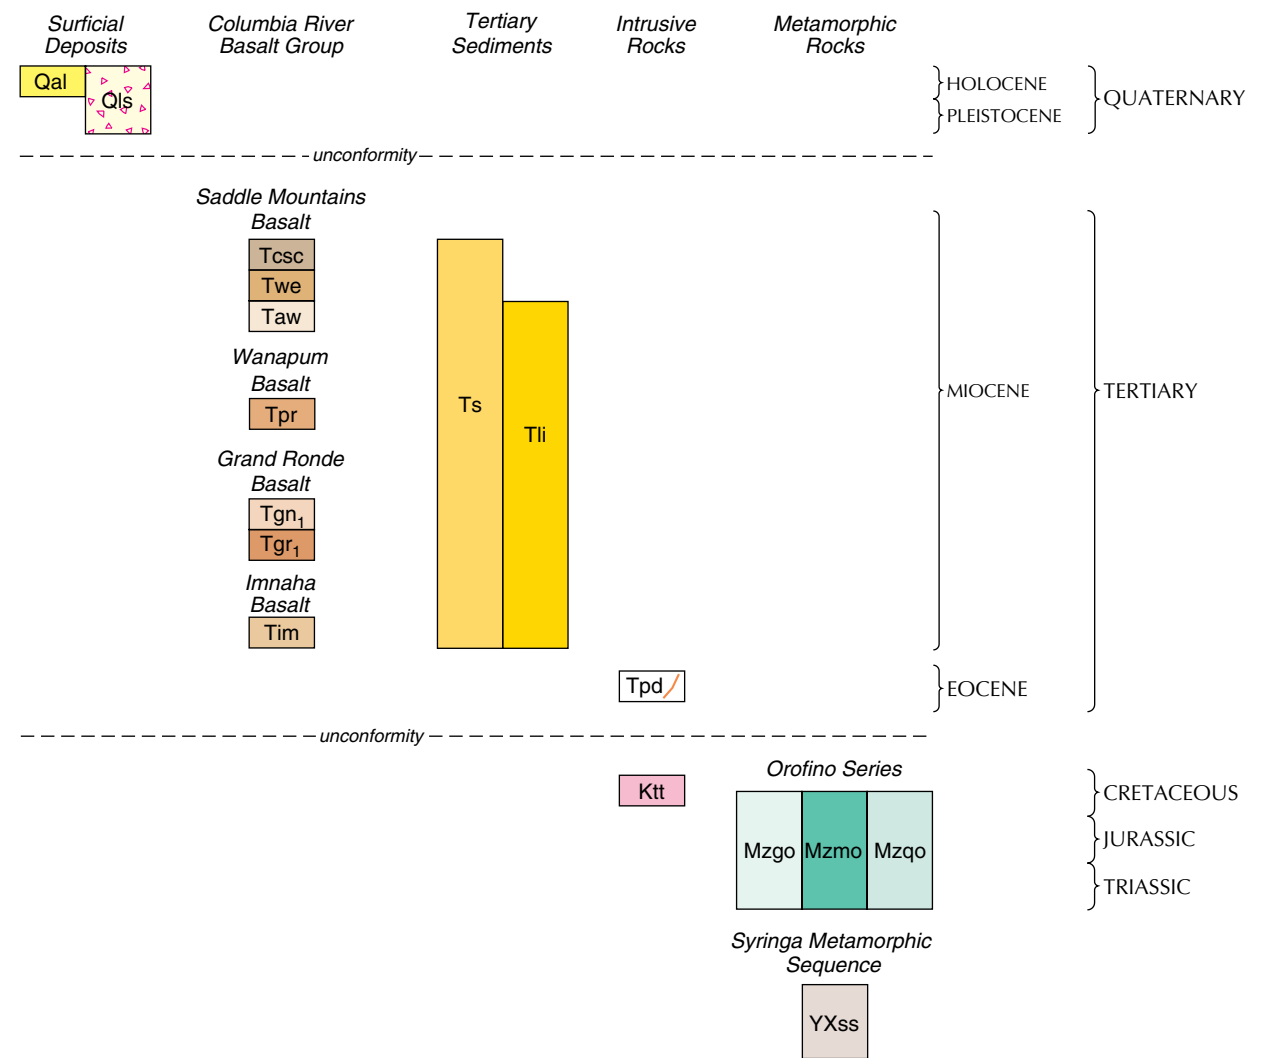 Surficial
Deposits
Columbia River
Basalt Group
Tertiary
Sediments
Intrusive
Rocks
Metamorphic
Rocks
Qal
Qls
HOLOCENE
PLEISTOCENE
QUATERNARY
unconformity
Saddle Mountains
Basalt
Tcsc
Twe
Taw
Wanapum
Basalt
Tpr
Grand Ronde
Basalt
Tgn1
Tgr1
Imnaha
Basalt
Tim
Ts
Tli
MIOCENE
TERTIARY
Tpd
EOCENE
unconformity
Ktt
Orofino Series
Mzgo
Mzmo
Mzqo
CRETACEOUS
JURASSIC
TRIASSIC
Syringa Metamorphic
Sequence
YXss